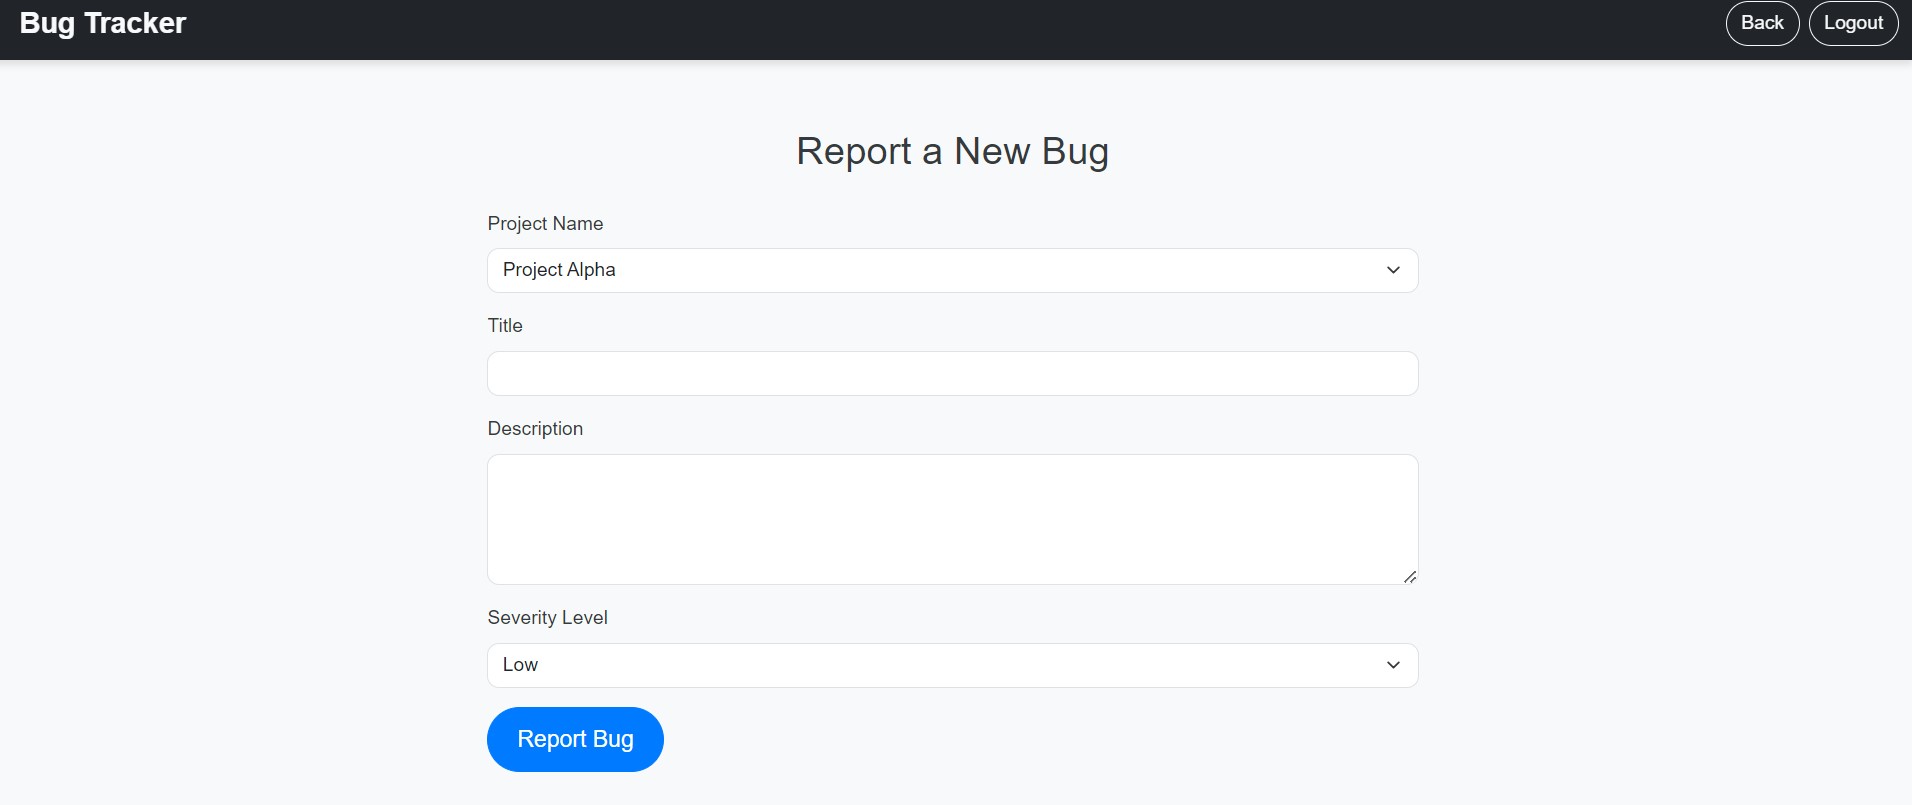 Bug Tracker
Back
Logout
Report a New Bug
Project Name
Project Alpha
Title
Description
Severity Level
Low
Report Bug